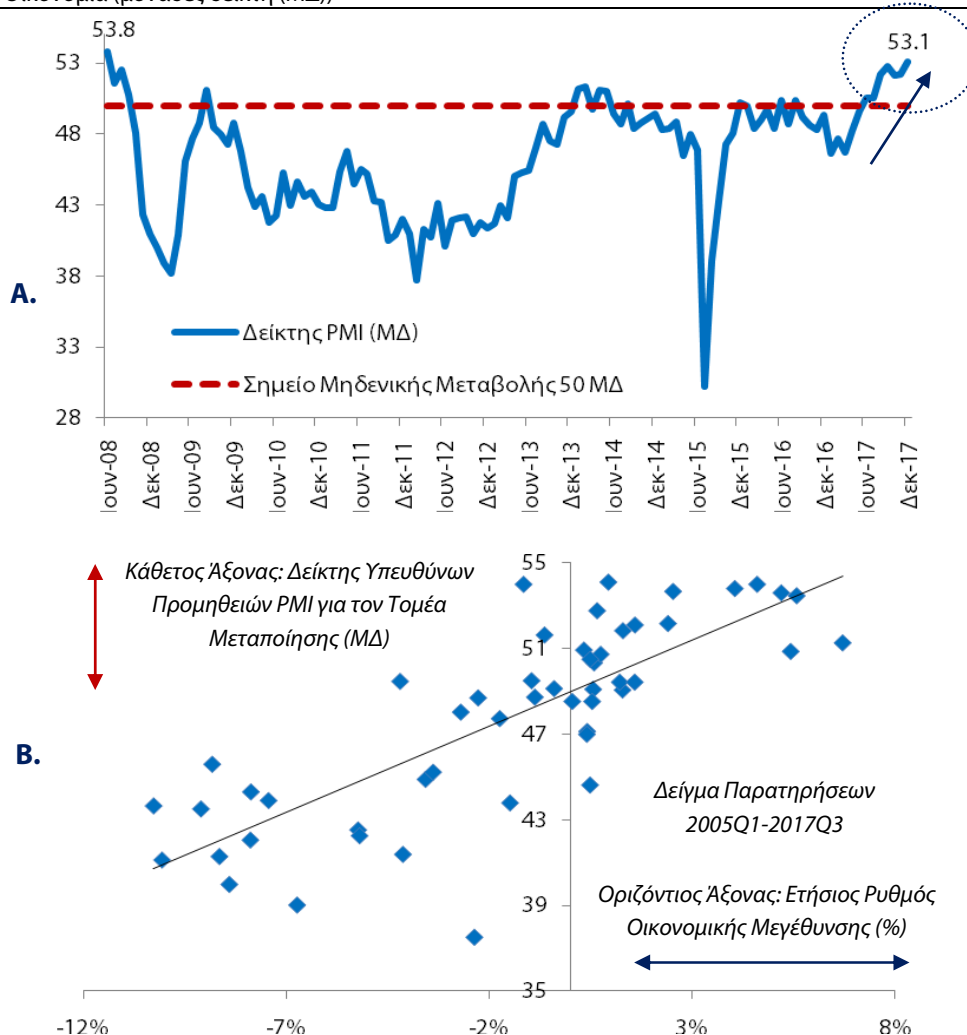 53.8
53.1
53
48
43
38
33
28
A.
Δείκτης PMI (ΜΔ)
Σημείο Μηδενικής Μεταβολής 50 ΜΔ
Ιουν-08
Δεκ-08
Ιουν-09
Δεκ-09
Ιουν-10
Δεκ-10
Ιουν-11
Δεκ-11
Ιουν-12
Δεκ-12
Ιουν-13
Δεκ-13
Ιουν-14
Δεκ-14
Ιουν-15
Δεκ-15
Ιουν-16
Δεκ-16
Ιουν-17
Δεκ-17
Κάθετος Άξονας: Δείκτης Υπευθύνων
Προμηθειών PMI για τον Τομέα
Μεταποίησης (ΜΔ)
55
51
47
43
39
35
B.
Δείγμα Παρατηρήσεων
2005Q1-2017Q3
Οριζόντιος Άξονας: Ετήσιος Ρυθμός
Οικονομικής Μεγέθυνσης (%)
-12%
-7%
-2%
3%
8%